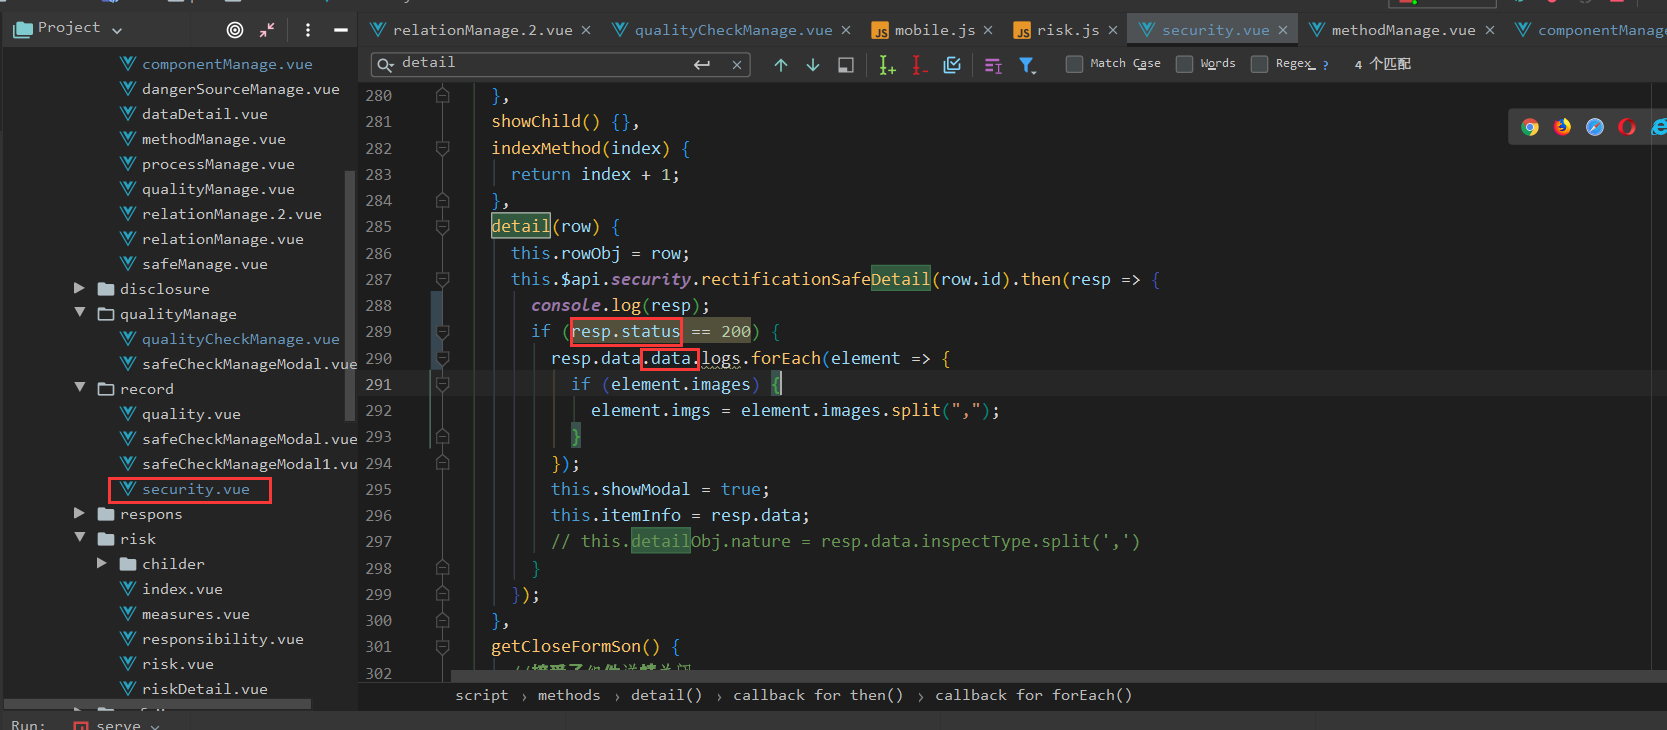 Project
relationManage.2.vue
qualityCheckManage.vue
mobile.js
risk.js
security.vue
methodManage.vue
componentManag
detail
Match Case
Words
Regex
?
4 个匹配
componentManage.vue
dangerSourceManage.vue
dataDetail.vue
methodManage.vue
processManage.vue
qualityManage.vue
relationManage.2.vue
relationManage.vue
safeManage.vue
disclosure
qualityManage
qualityCheckManage.vue
safeCheckManageModal.vue
record
quality.vue
safeCheckManageModal.vue
safeCheckManageModal1.vu
security.vue
respons
risk
childer
index.vue
measures.vue
responsibility.vue
risk.vue
riskDetail.vue
280 },
281 showChild() {},
282 indexMethod(index) {
283 return index + 1;
284 },
285 detail(row) {
286 this.rowObj = row;
287 this.$api.security.rectificationSafeDetail(row.id).then(resp => {
288 console.log(resp);
289 if (resp.status == 200) {
290 resp.data.data.logs.forEach(element => {
291 if (element.images) {
292 element.imgs = element.images.split(",");
293 }
294 });
295 this.showModal = true;
296 this.itemInfo = resp.data;
297 // this.detailObj.nature = resp.data.inspectType.split(',')
298 }
299 });
300 },
301 getCloseFormSon() {
302
script › methods › detail() › callback for then() › callback for forEach()
Run: serve